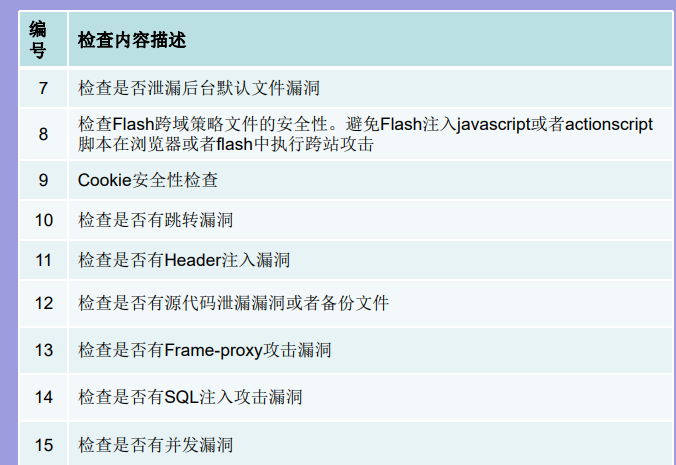 编
号
检查内容描述
7
检查是否泄漏后台默认文件漏洞
8
检查Flash跨域策略文件的安全性。避免Flash注入javascript或者actionscript
脚本在浏览器或者flash中执行跨站攻击
9
Cookie安全性检查
10
检查是否有跳转漏洞
11
检查是否有Header注入漏洞
12
检查是否有源代码泄漏漏洞或者备份文件
13
检查是否有Frame-proxy攻击漏洞
14
检查是否有SQL注入攻击漏洞
15
检查是否有并发漏洞